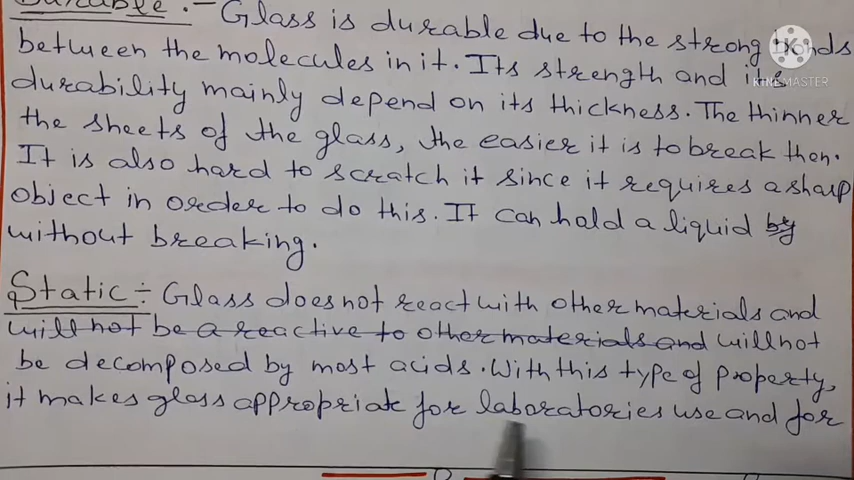 Durable :- Glass is durable due to the strong bonds
between the molecules in it. Its strength and its
KINEMASTER
durability mainly depend on its thickness. The thinner
the sheets of the glass, the easier it is to break then.
It is also hard to scratch it since it requires a sharp
object in order to do this. It can hold a liquid by
without breaking.
Static :- Glass does not react with other materials and
will not be a reactive to other materials and will not
be decomposed by most acids. With this type of property,
it makes glass appropriate for laboratories use and for